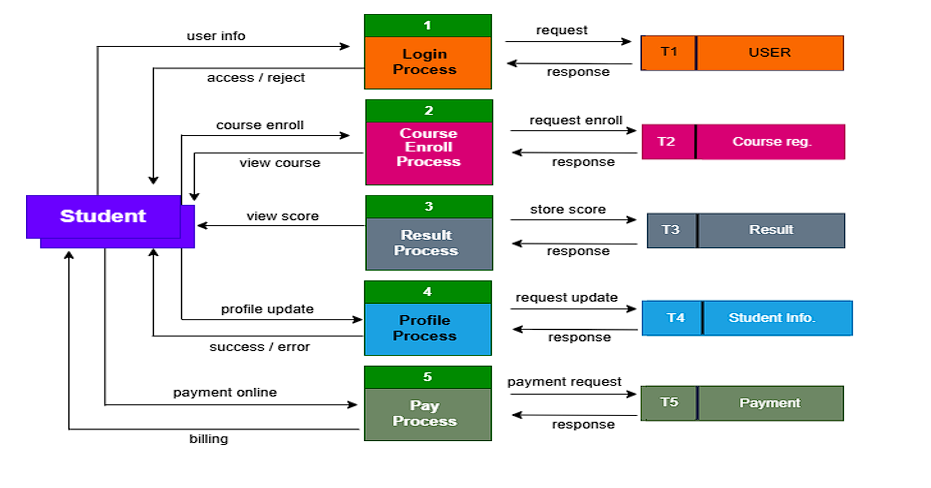 user info
access / reject
1
Login
Process
request
response
T1
USER
course enroll
view course
2
Course
Enroll
Process
request enroll
response
T2
Course reg.
Student
view score
3
Result
Process
store score
response
T3
Result
profile update
success / error
4
Profile
Process
request update
response
T4
Student Info.
payment online
billing
5
Pay
Process
payment request
response
T5
Payment